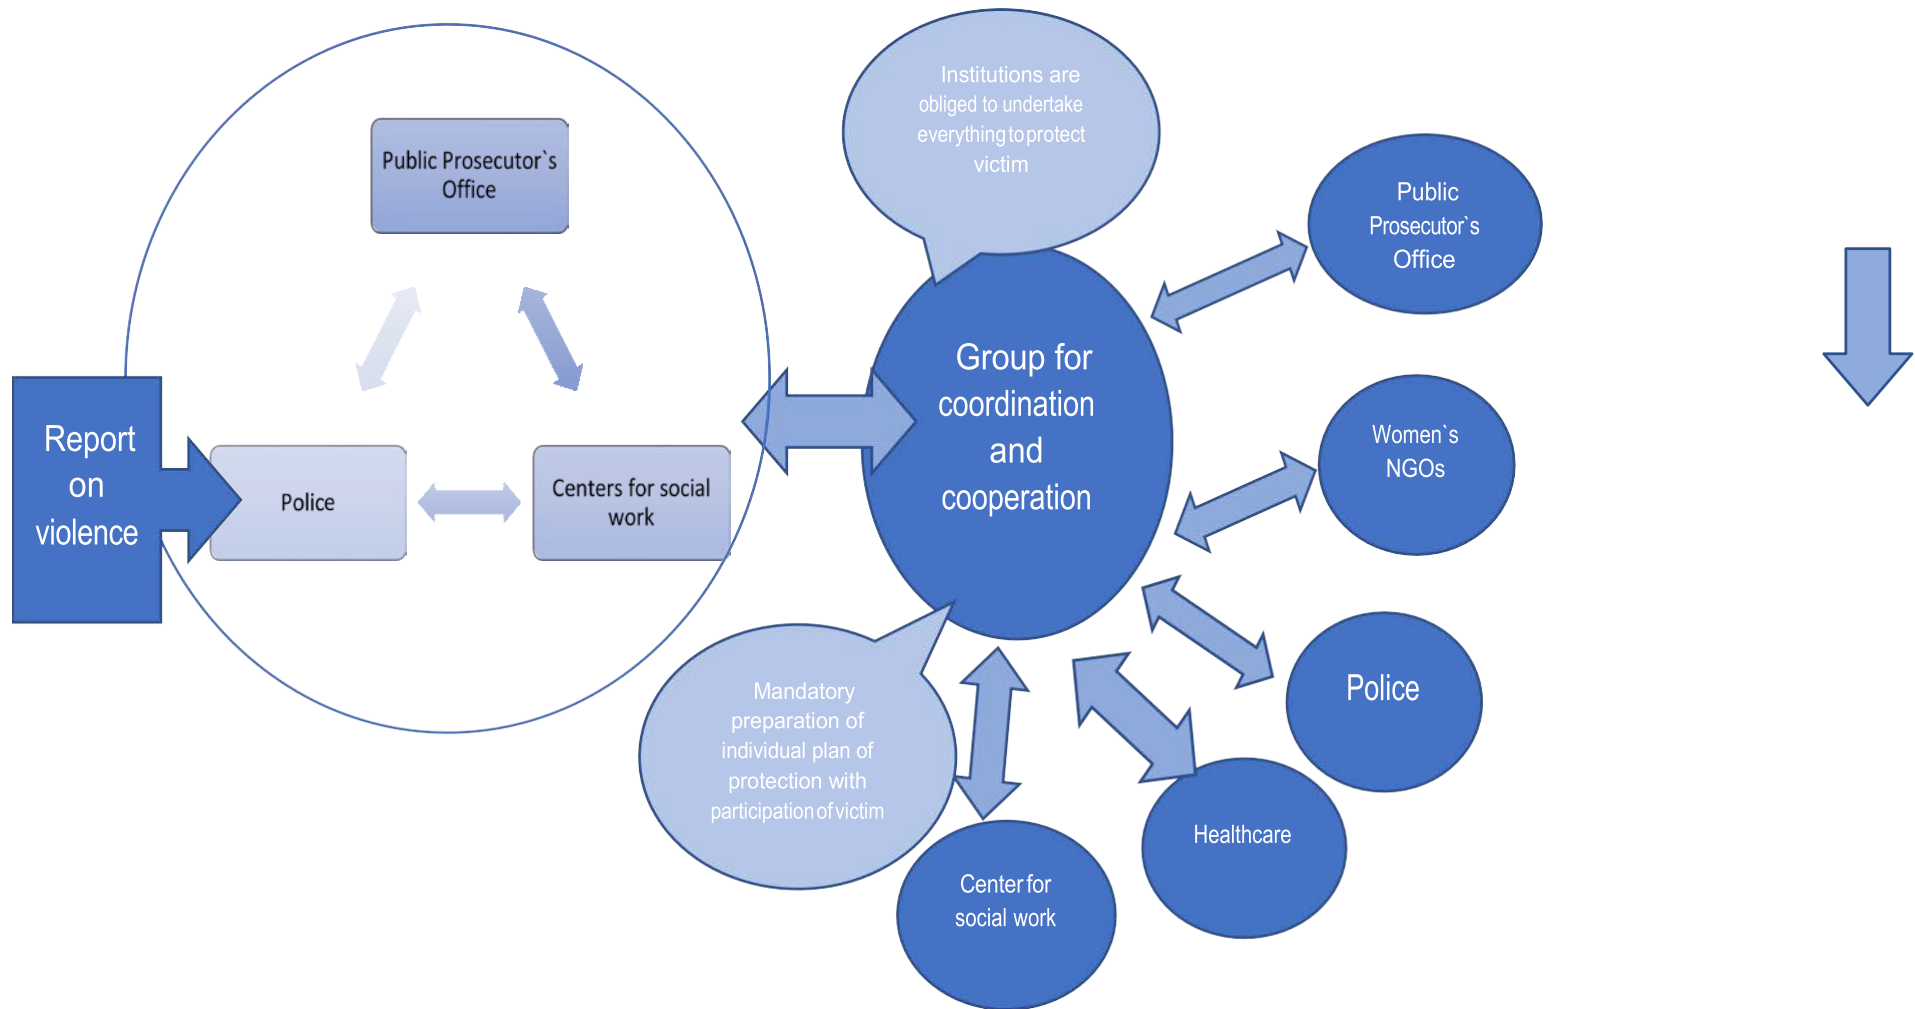 Institutions are
obliged to undertake
everything to protect
victim
Public Prosecutor`s
Office
Public
Prosecutor`s
Office
Report
on
violence
Police
Centers for social
work
Group for
coordination
and
cooperation
Women`s
NGOs
Mandatory
preparation of
individual plan of
protection with
participation of victim
Police
Healthcare
Center for
social work